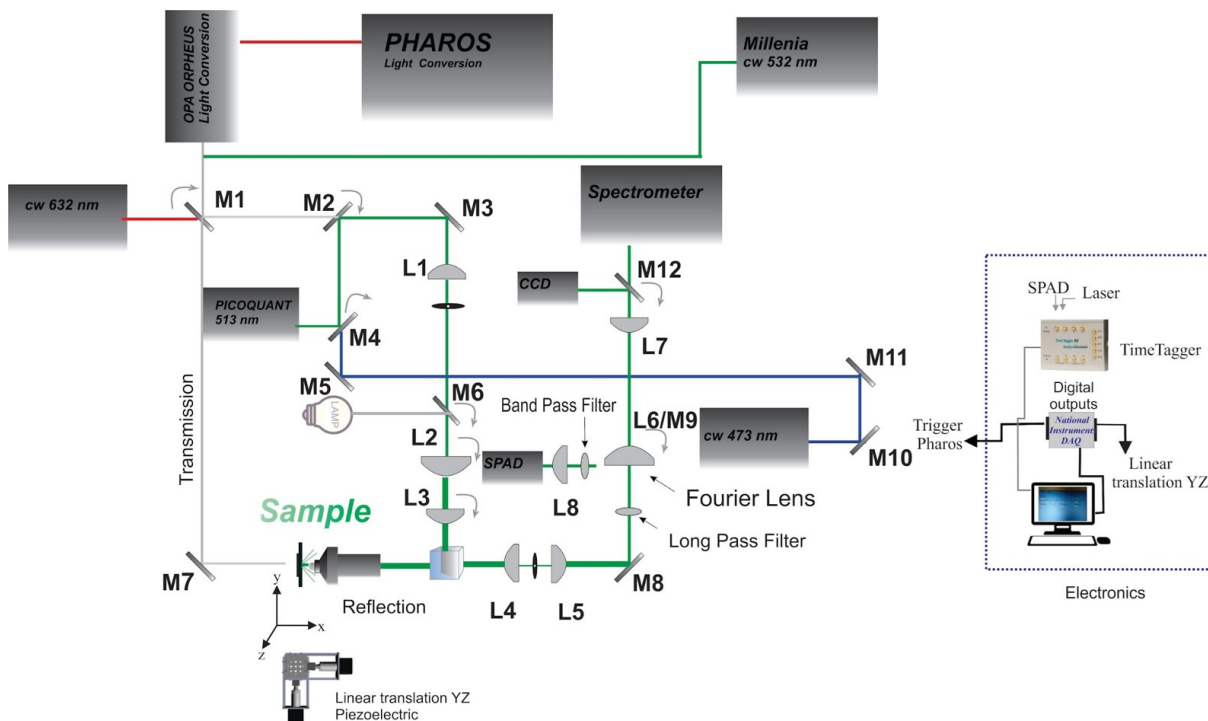 OPA ORPHEUS
Light Conversion
PHAROS
Light Conversion
Millenia
cw 532 nm
cw 632 nm
M1
M2
M3
Spectrometer
L1
CCD
M12
PICOQUANT
513 nm
M4
L7
M5
LAMP
M6
M11
Band Pass Filter
L6/M9
cw 473 nm
M10
L2
SPAD
L8
Fourier Lens
L3
Long Pass Filter
Transmission
Sample
M7
Reflection
L4
L5
M8
y
x
z
Linear translation YZ
Piezoelectric
SPAD
Laser
TimeTagger
Digital
outputs
Trigger
Pharos
National
Instrument
DAQ
Linear
translation YZ
Electronics